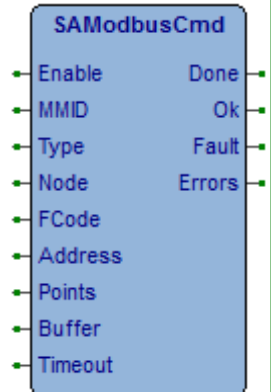 SAModbusCmd
Enable Done
MMID Ok
Type Fault
Node Errors
FCode
Address
Points
Buffer
Timeout